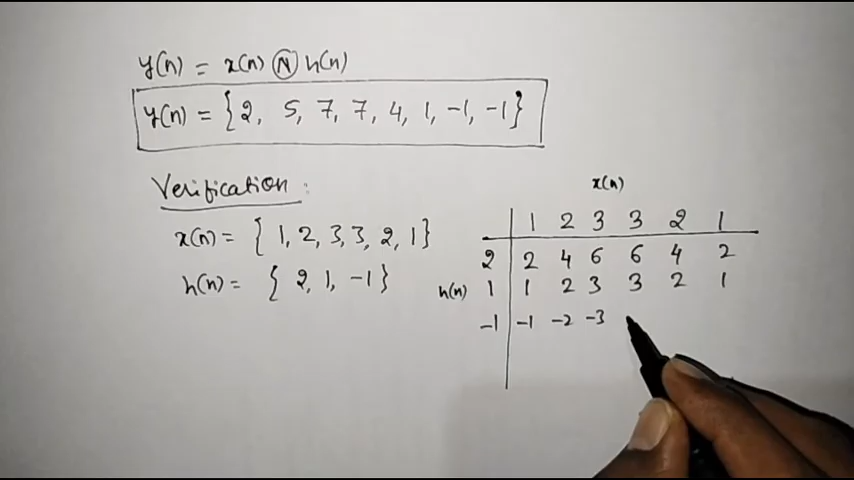 y(n) = x(n) Ⓝ h(n)
y(n) = {2, 5, 7, 7, 4, 1, -1, -1}
Verification :
x(n) = { 1, 2, 3, 3, 2, 1}
h(n) = { 2, 1, -1}
x(n)
1 2 3 3 2 1
2 2 4 6 6 4 2
h(n) 1 1 2 3 3 2 1
-1 -1 -2 -3